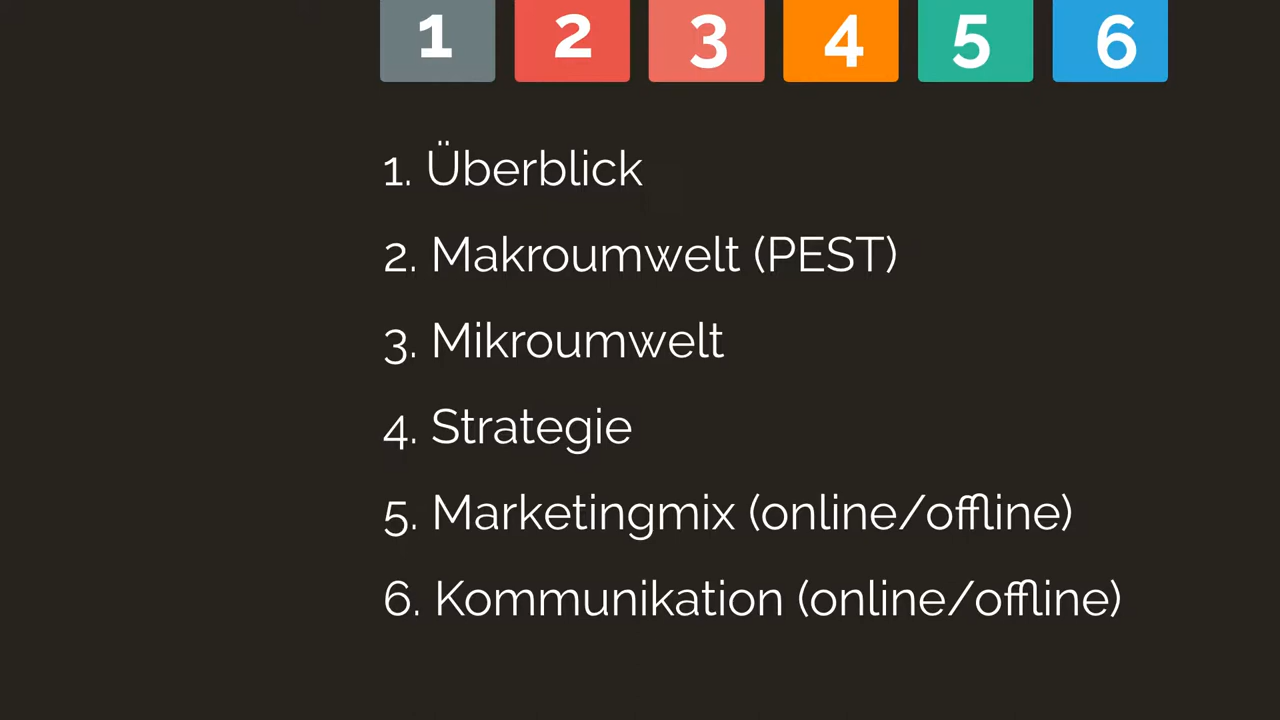 1 2 3 4 5 6
1. Überblick
2. Makroumwelt (PEST)
3. Mikroumwelt
4. Strategie
5. Marketingmix (online/offline)
6. Kommunikation (online/offline)